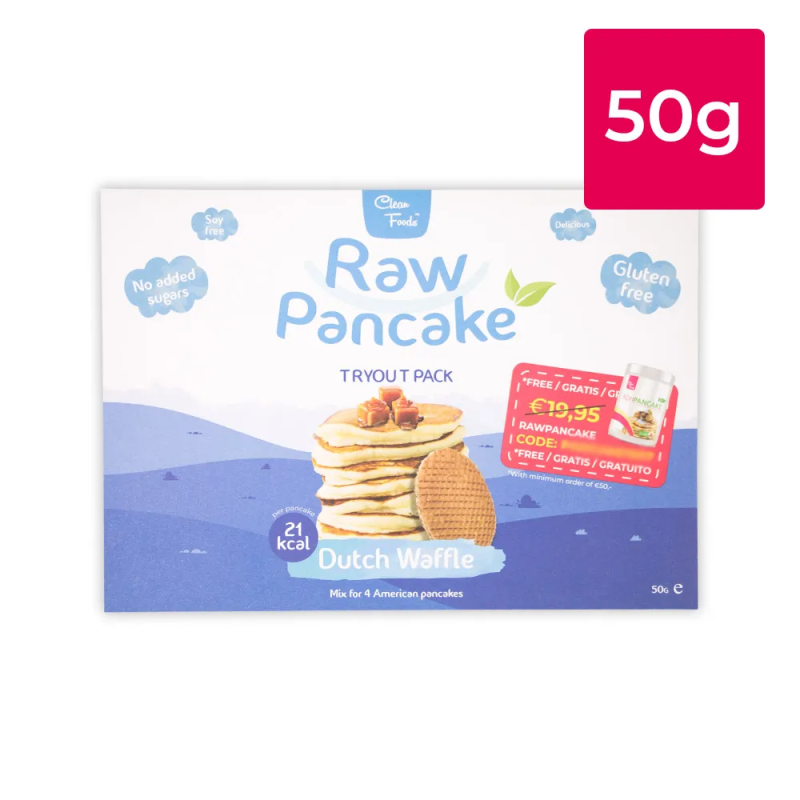 50g
Clean
Foods™
Soy
free
Delicious
No added
sugars
Gluten
free
Raw
Pancake
TRYOUT PACK
*FREE / GRATIS /
€19,95
RAWPANCAKE
CODE:
*FREE / GRATIS / GRATUITO
*With minimum order of €50,-
per pancake
21
kcal
Dutch Waffle
Mix for 4 American pancakes
50G e